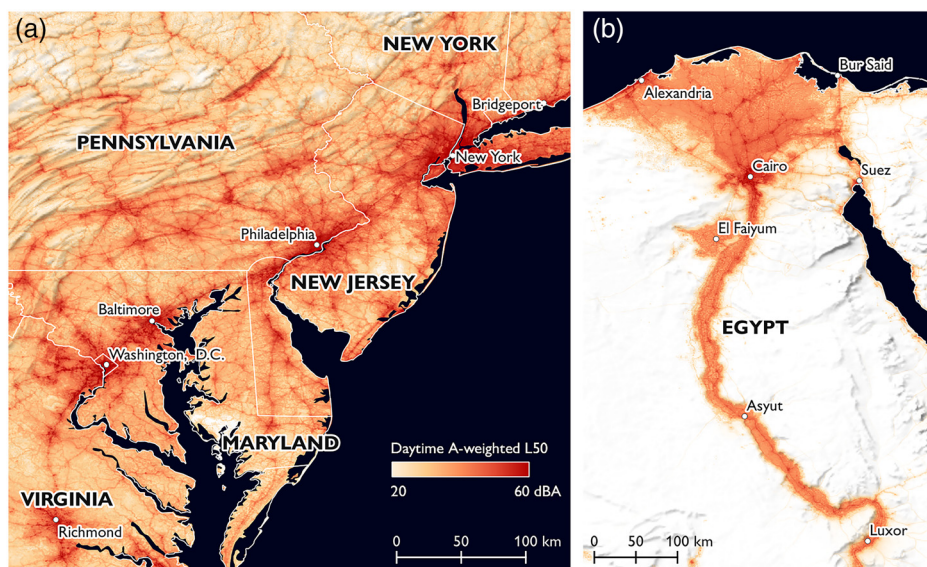 (a)
NEW YORK
Bridgeport
PENNSYLVANIA
New York
Philadelphia
NEW JERSEY
Baltimore
Washington, D.C.
MARYLAND
Daytime A-weighted L50
20 60 dBA
VIRGINIA
Richmond
0 50 100 km
(b)
Bur Said
Alexandria
Cairo
Suez
El Faiyum
EGYPT
Asyut
Luxor
0 50 100 km